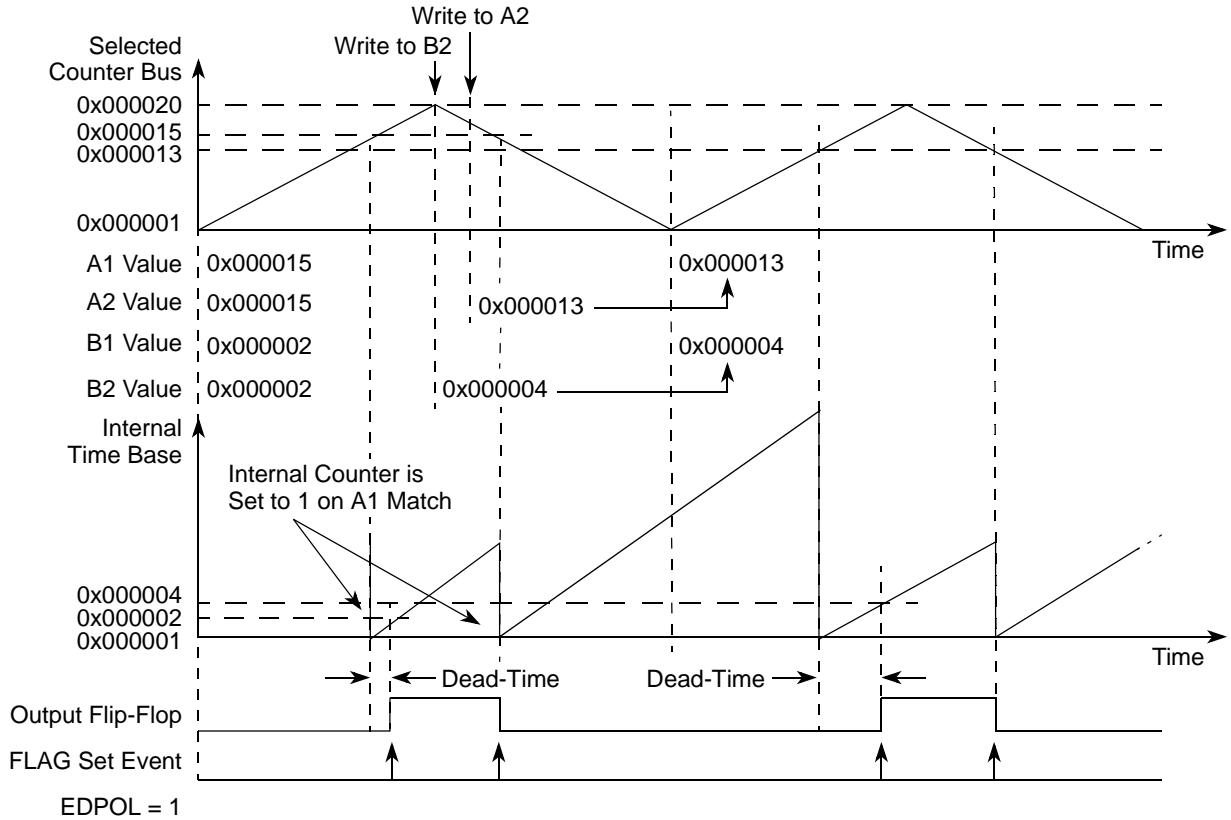 Write to A2
Write to B2
Selected
Counter Bus
0x000020
0x000015
0x000013
0x000001
Time
A1 Value
0x000015
0x000013
A2 Value
0x000015
0x000013
B1 Value
0x000002
0x000004
B2 Value
0x000002
0x000004
Internal
Time Base
Internal Counter is
Set to 1 on A1 Match
0x000004
0x000002
0x000001
Time
Dead-Time
Dead-Time
Output Flip-Flop
FLAG Set Event
EDPOL = 1